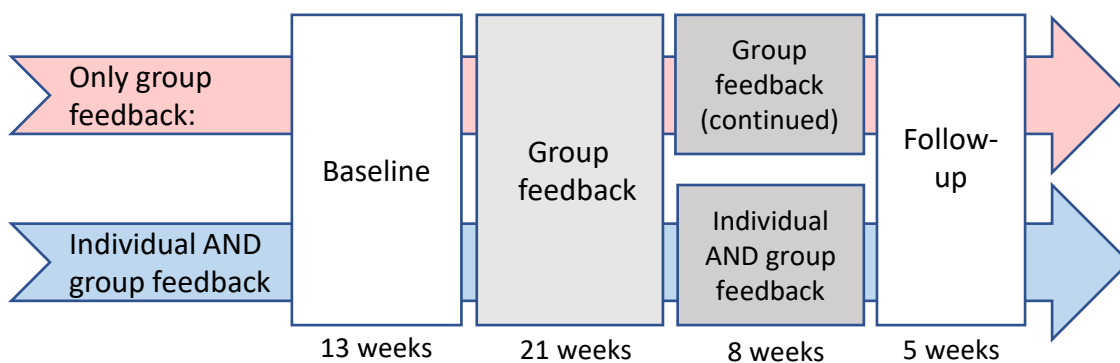 Only group
feedback:
Individual AND
group feedback
Baseline
Group
feedback
Group
feedback
(continued)
Individual
AND group
feedback
Follow-
up
13 weeks
21 weeks
8 weeks
5 weeks